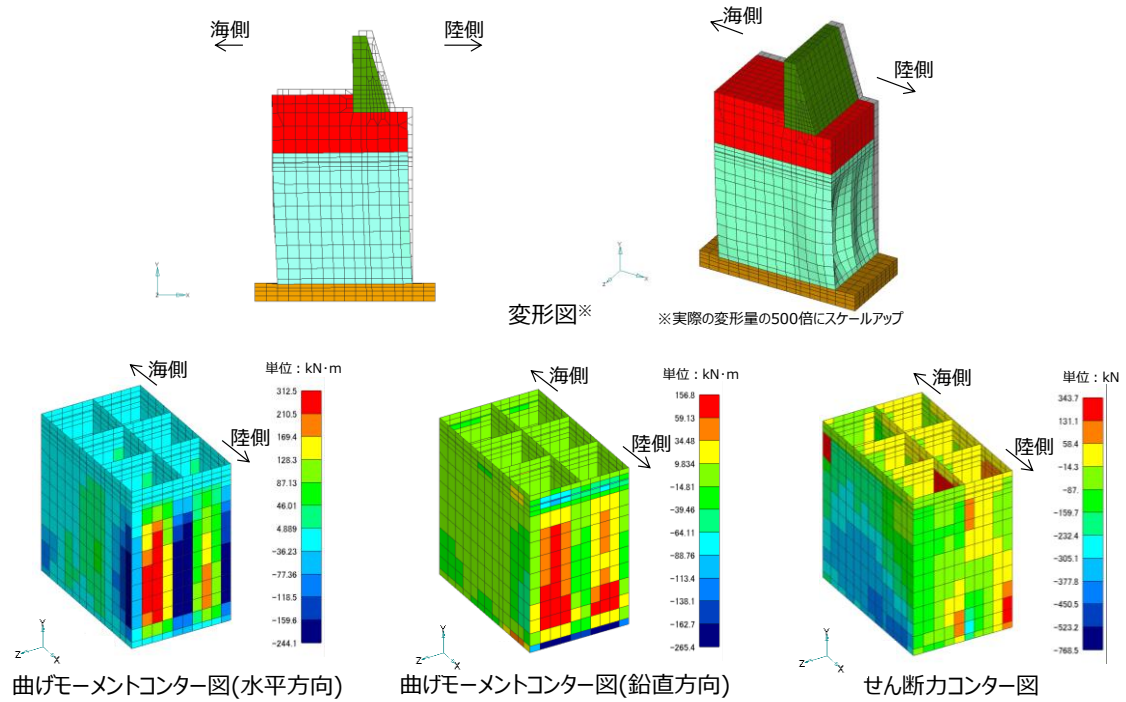 海側
陸側
海側
陸側
Y
Z
X
Y
Z
X
変形図※
※実際の変形量の500倍にスケールアップ
海側
陸側
単位：kN·m
312.5
210.5
169.4
128.3
87.13
46.01
4.889
-36.23
-77.36
-118.5
-159.6
-244.1
Y
Z
X
曲げモーメントコンター図(水平方向)
海側
陸側
単位：kN·m
156.8
59.13
34.48
9.834
-14.81
-39.46
-64.11
-88.76
-113.4
-138.1
-162.7
-265.4
Y
Z
X
曲げモーメントコンター図(鉛直方向)
海側
陸側
単位：kN
343.7
131.1
58.4
-14.3
-87.
-159.7
-232.4
-305.1
-377.8
-450.5
-523.2
-768.5
Y
Z
X
せん断力コンター図